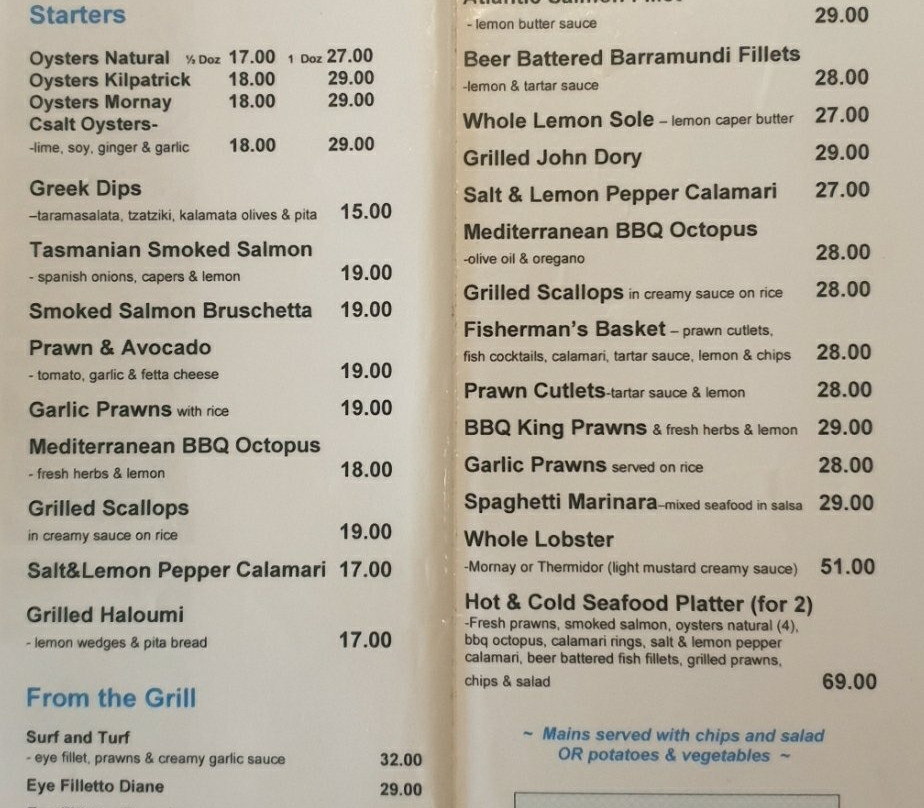 Starters
Oysters Natural ½ Doz 17.00 1 Doz 27.00
Oysters Kilpatrick 18.00 29.00
Oysters Mornay 18.00 29.00
Csalt Oysters-
-lime, soy, ginger & garlic 18.00 29.00
Greek Dips
–taramasalata, tzatziki, kalamata olives & pita 15.00
Tasmanian Smoked Salmon
- spanish onions, capers & lemon 19.00
Smoked Salmon Bruschetta 19.00
Prawn & Avocado
- tomato, garlic & fetta cheese 19.00
Garlic Prawns with rice 19.00
Mediterranean BBQ Octopus
- fresh herbs & lemon 18.00
Grilled Scallops
in creamy sauce on rice 19.00
Salt&Lemon Pepper Calamari 17.00
Grilled Haloumi
- lemon wedges & pita bread 17.00
From the Grill
Surf and Turf
- eye fillet, prawns & creamy garlic sauce 32.00
Eye Filletto Diane 29.00
Atlantic Salmon
- lemon butter sauce 29.00
Beer Battered Barramundi Fillets
-lemon & tartar sauce 28.00
Whole Lemon Sole – lemon caper butter 27.00
Grilled John Dory 29.00
Salt & Lemon Pepper Calamari 27.00
Mediterranean BBQ Octopus
-olive oil & oregano 28.00
Grilled Scallops in creamy sauce on rice 28.00
Fisherman's Basket – prawn cutlets,
fish cocktails, calamari, tartar sauce, lemon & chips 28.00
Prawn Cutlets-tartar sauce & lemon 28.00
BBQ King Prawns & fresh herbs & lemon 29.00
Garlic Prawns served on rice 28.00
Spaghetti Marinara–mixed seafood in salsa 29.00
Whole Lobster
-Mornay or Thermidor (light mustard creamy sauce) 51.00
Hot & Cold Seafood Platter (for 2)
-Fresh prawns, smoked salmon, oysters natural (4),
bbq octopus, calamari rings, salt & lemon pepper
calamari, beer battered fish fillets, grilled prawns,
chips & salad 69.00
~ Mains served with chips and salad
OR potatoes & vegetables ~